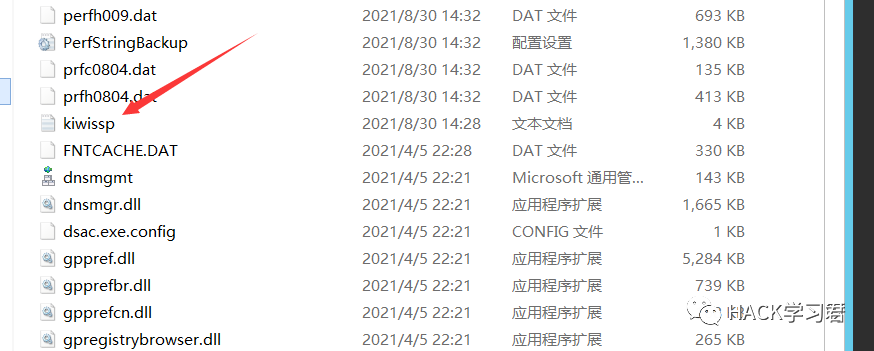 perfh009.dat 2021/8/30 14:32 DAT 文件 693 KB
PerfStringBackup 2021/8/30 14:32 配置设置 1,380 KB
prfc0804.dat 2021/8/30 14:32 DAT 文件 135 KB
prfh0804.dat 2021/8/30 14:32 DAT 文件 413 KB
kiwissp 2021/8/30 14:28 文本文档 4 KB
FNTCACHE.DAT 2021/4/5 22:28 DAT 文件 330 KB
dnsmgmt 2021/4/5 22:21 Microsoft 通用管... 143 KB
dnsmgr.dll 2021/4/5 22:21 应用程序扩展 1,665 KB
dsac.exe.config 2021/4/5 22:21 CONFIG 文件 1 KB
gppref.dll 2021/4/5 22:21 应用程序扩展 5,284 KB
gpprefbr.dll 2021/4/5 22:21 应用程序扩展 739 KB
gpprefcn.dll 2021/4/5 22:21 应用程序扩展
HACK学习君
gpregistrybrowser.dll 2021/4/5 22:21 应用程序扩展 265 KB